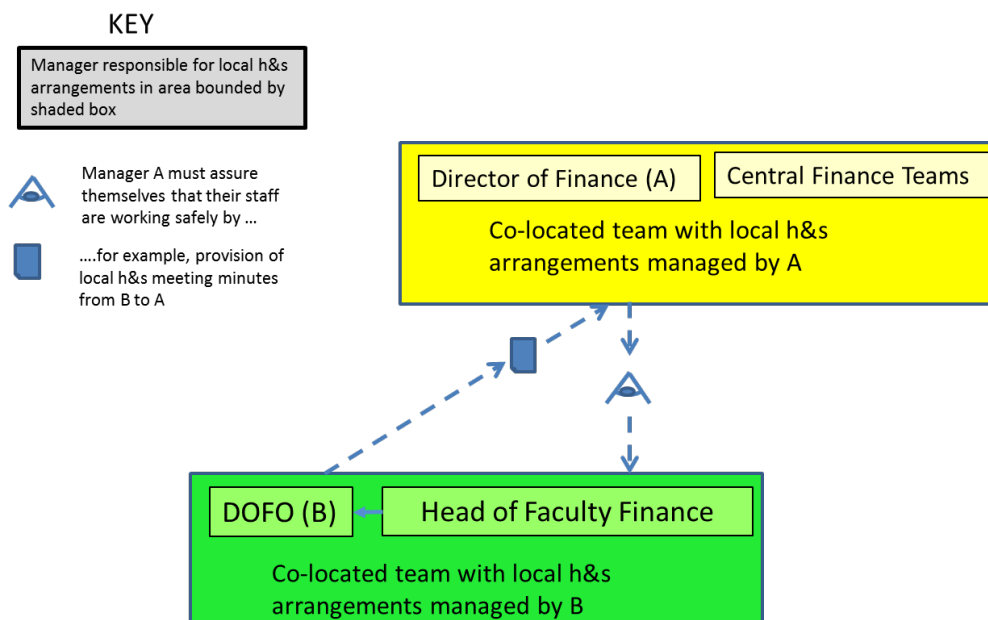 KEY
Manager responsible for local h&s
arrangements in area bounded by
shaded box
Manager A must assure
themselves that their staff
are working safely by ...
....for example, provision of
local h&s meeting minutes
from B to A
Director of Finance (A)
Central Finance Teams
Co-located team with local h&s
arrangements managed by A
DOFO (B)
Head of Faculty Finance
Co-located team with local h&s
arrangements managed by B